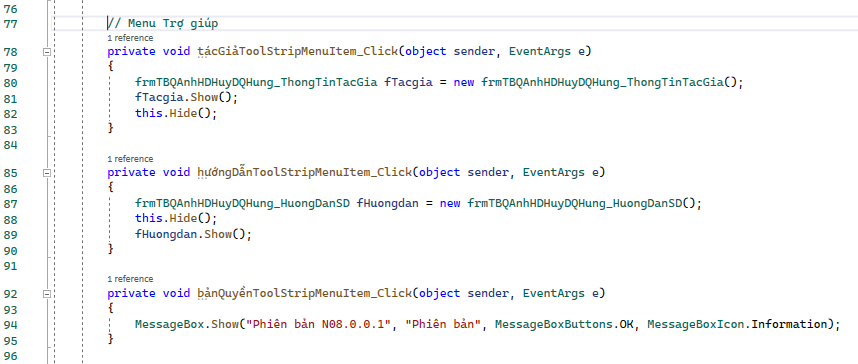 76
77 // Menu Trợ giúp
1 reference
78 private void tácGiảToolStripMenuItem_Click(object sender, EventArgs e)
79 {
80 frmTBQAnhHDHuyDQHung_ThongTinTacGia fTacgia = new frmTBQAnhHDHuyDQHung_ThongTinTacGia();
81 fTacgia.Show();
82 this.Hide();
83 }
84
1 reference
85 private void hướngDẫnToolStripMenuItem_Click(object sender, EventArgs e)
86 {
87 frmTBQAnhHDHuyDQHung_HuongDanSD fHuongdan = new frmTBQAnhHDHuyDQHung_HuongDanSD();
88 this.Hide();
89 fHuongdan.Show();
90 }
91
1 reference
92 private void bảnQuyềnToolStripMenuItem_Click(object sender, EventArgs e)
93 {
94 MessageBox.Show("Phiên bản N08.0.0.1", "Phiên bản", MessageBoxButtons.OK, MessageBoxIcon.Information);
95 }
96